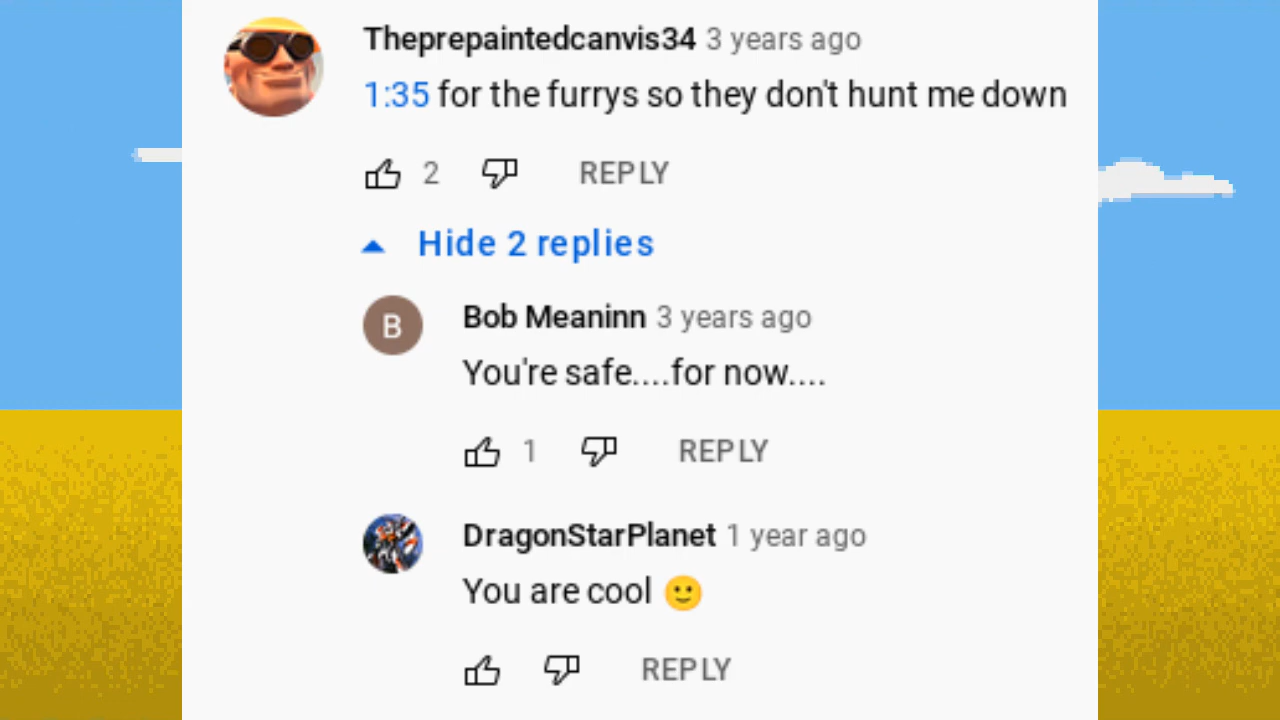 Theprepaintedcanvis34 3 years ago
1:35 for the furrys so they don't hunt me down
2 REPLY
Hide 2 replies
B
Bob Meaninn 3 years ago
You're safe....for now....
1 REPLY
DragonStarPlanet 1 year ago
You are cool 🙂
REPLY